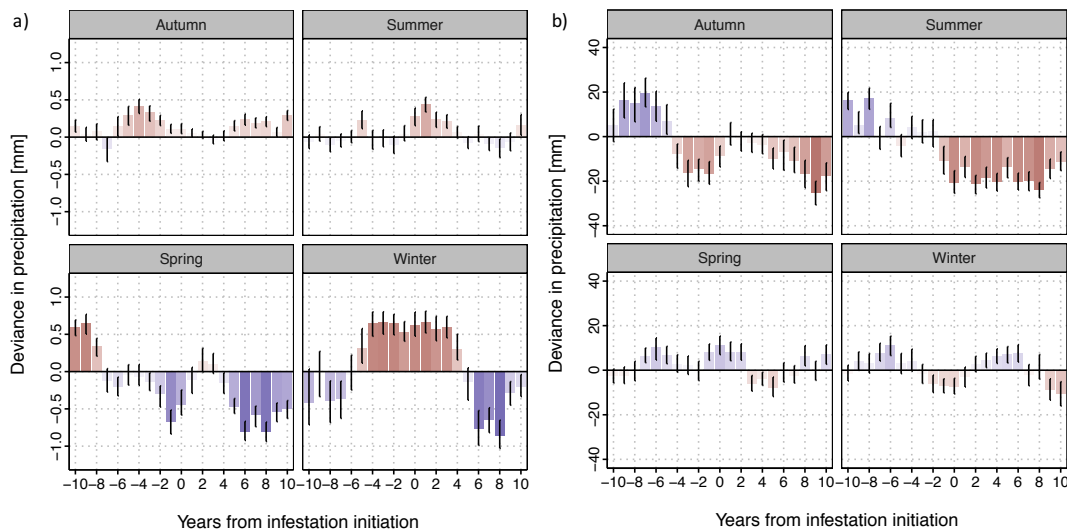 a)
Autumn
Summer
Deviance in precipitation [mm]
1.0
0.5
0.0
−0.5
−1.0
Spring
Winter
1.0
0.5
0.0
−0.5
−1.0
−10 −8 −6 −4 −2 0 2 4 6 8 10
−10 −8 −6 −4 −2 0 2 4 6 8 10
Years from infestation initiation
b)
Autumn
Summer
Deviance in precipitation [mm]
40
20
0
−20
−40
Spring
Winter
40
20
0
−20
−40
−10 −8 −6 −4 −2 0 2 4 6 8 10
−10 −8 −6 −4 −2 0 2 4 6 8 10
Years from infestation initiation